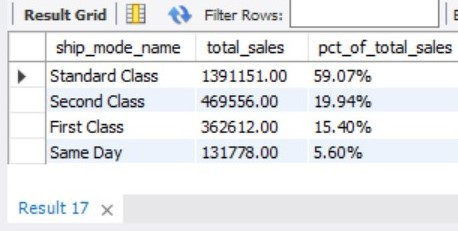 Result Grid Filter Rows:
ship_mode_name total_sales pct_of_total_sales
Standard Class 1391151.00 59.07%
Second Class 469556.00 19.94%
First Class 362612.00 15.40%
Same Day 131778.00 5.60%
Result 17 ×